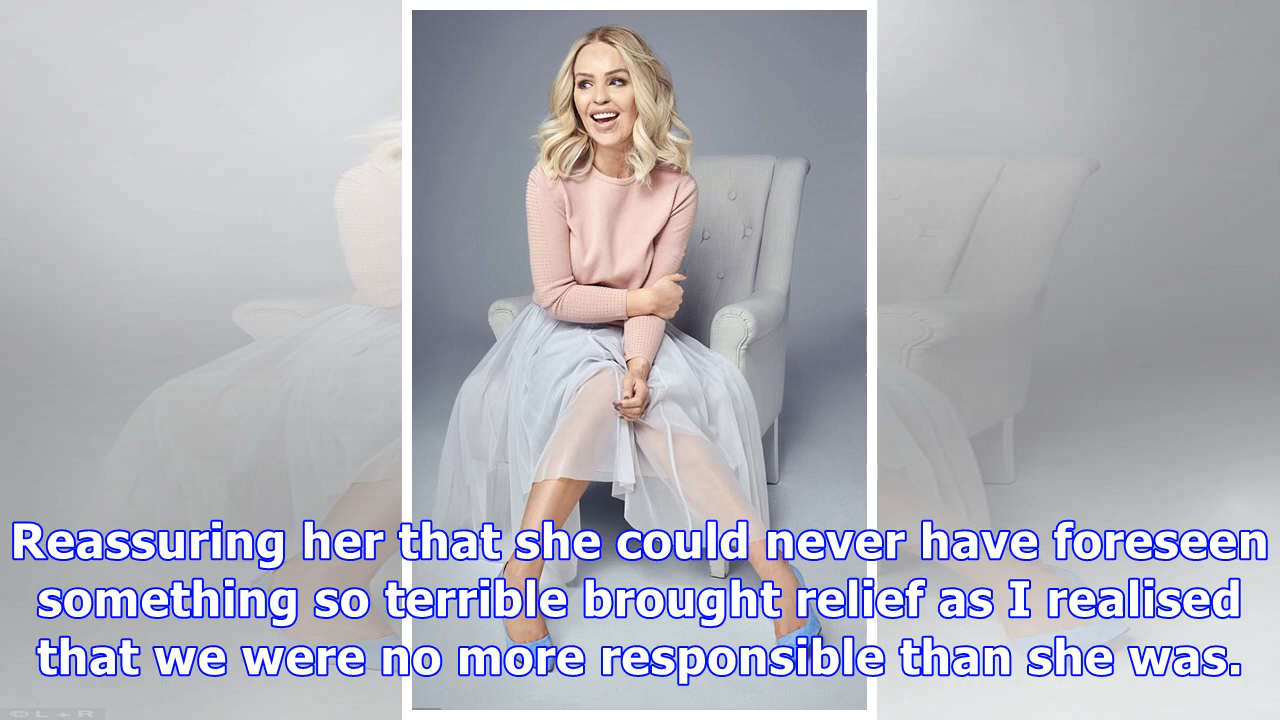 Reassuring her that she could never have foreseen
something so terrible brought relief as I realised
that we were no more responsible than she was.
© L + R